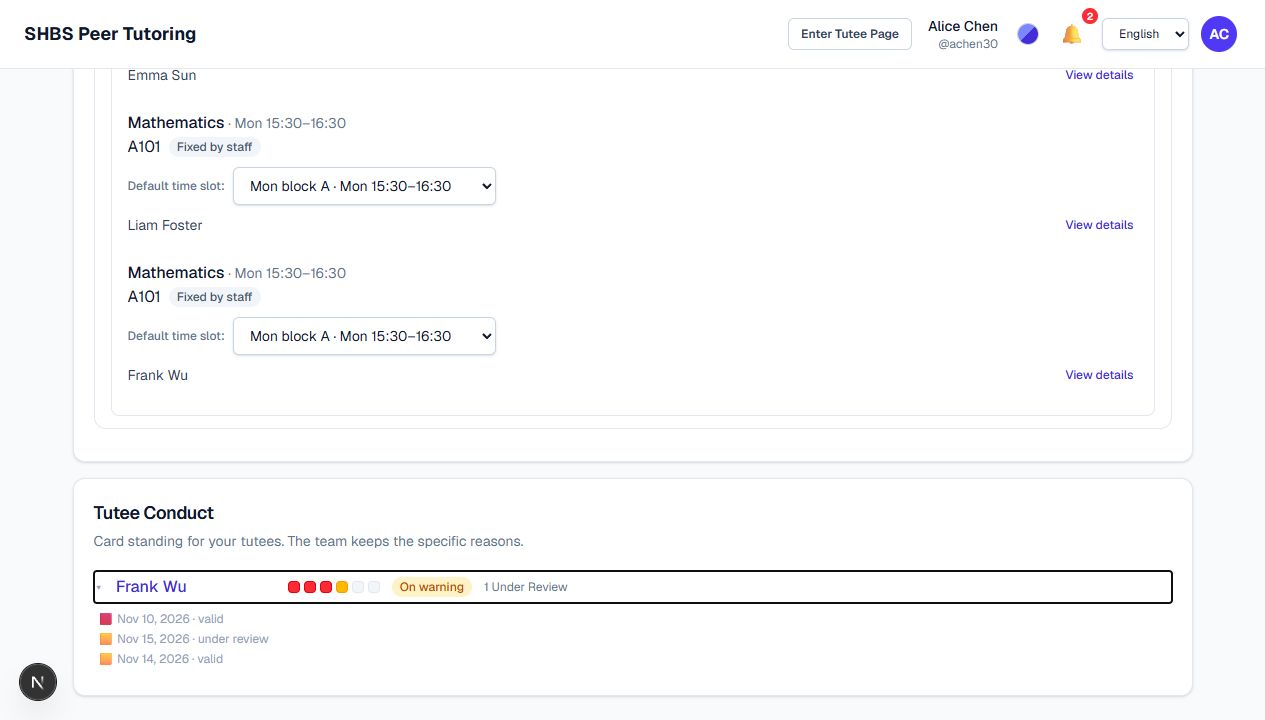 SHBS Peer Tutoring
Enter Tutee Page
Alice Chen
@achen30
2
English
AC
Emma Sun
View details
Mathematics · Mon 15:30–16:30
A101 Fixed by staff
Default time slot: Mon block A · Mon 15:30–16:30
Liam Foster
View details
Mathematics · Mon 15:30–16:30
A101 Fixed by staff
Default time slot: Mon block A · Mon 15:30–16:30
Frank Wu
View details
Tutee Conduct
Card standing for your tutees. The team keeps the specific reasons.
Frank Wu On warning 1 Under Review
Nov 10, 2026 · valid
Nov 15, 2026 · under review
Nov 14, 2026 · valid
N